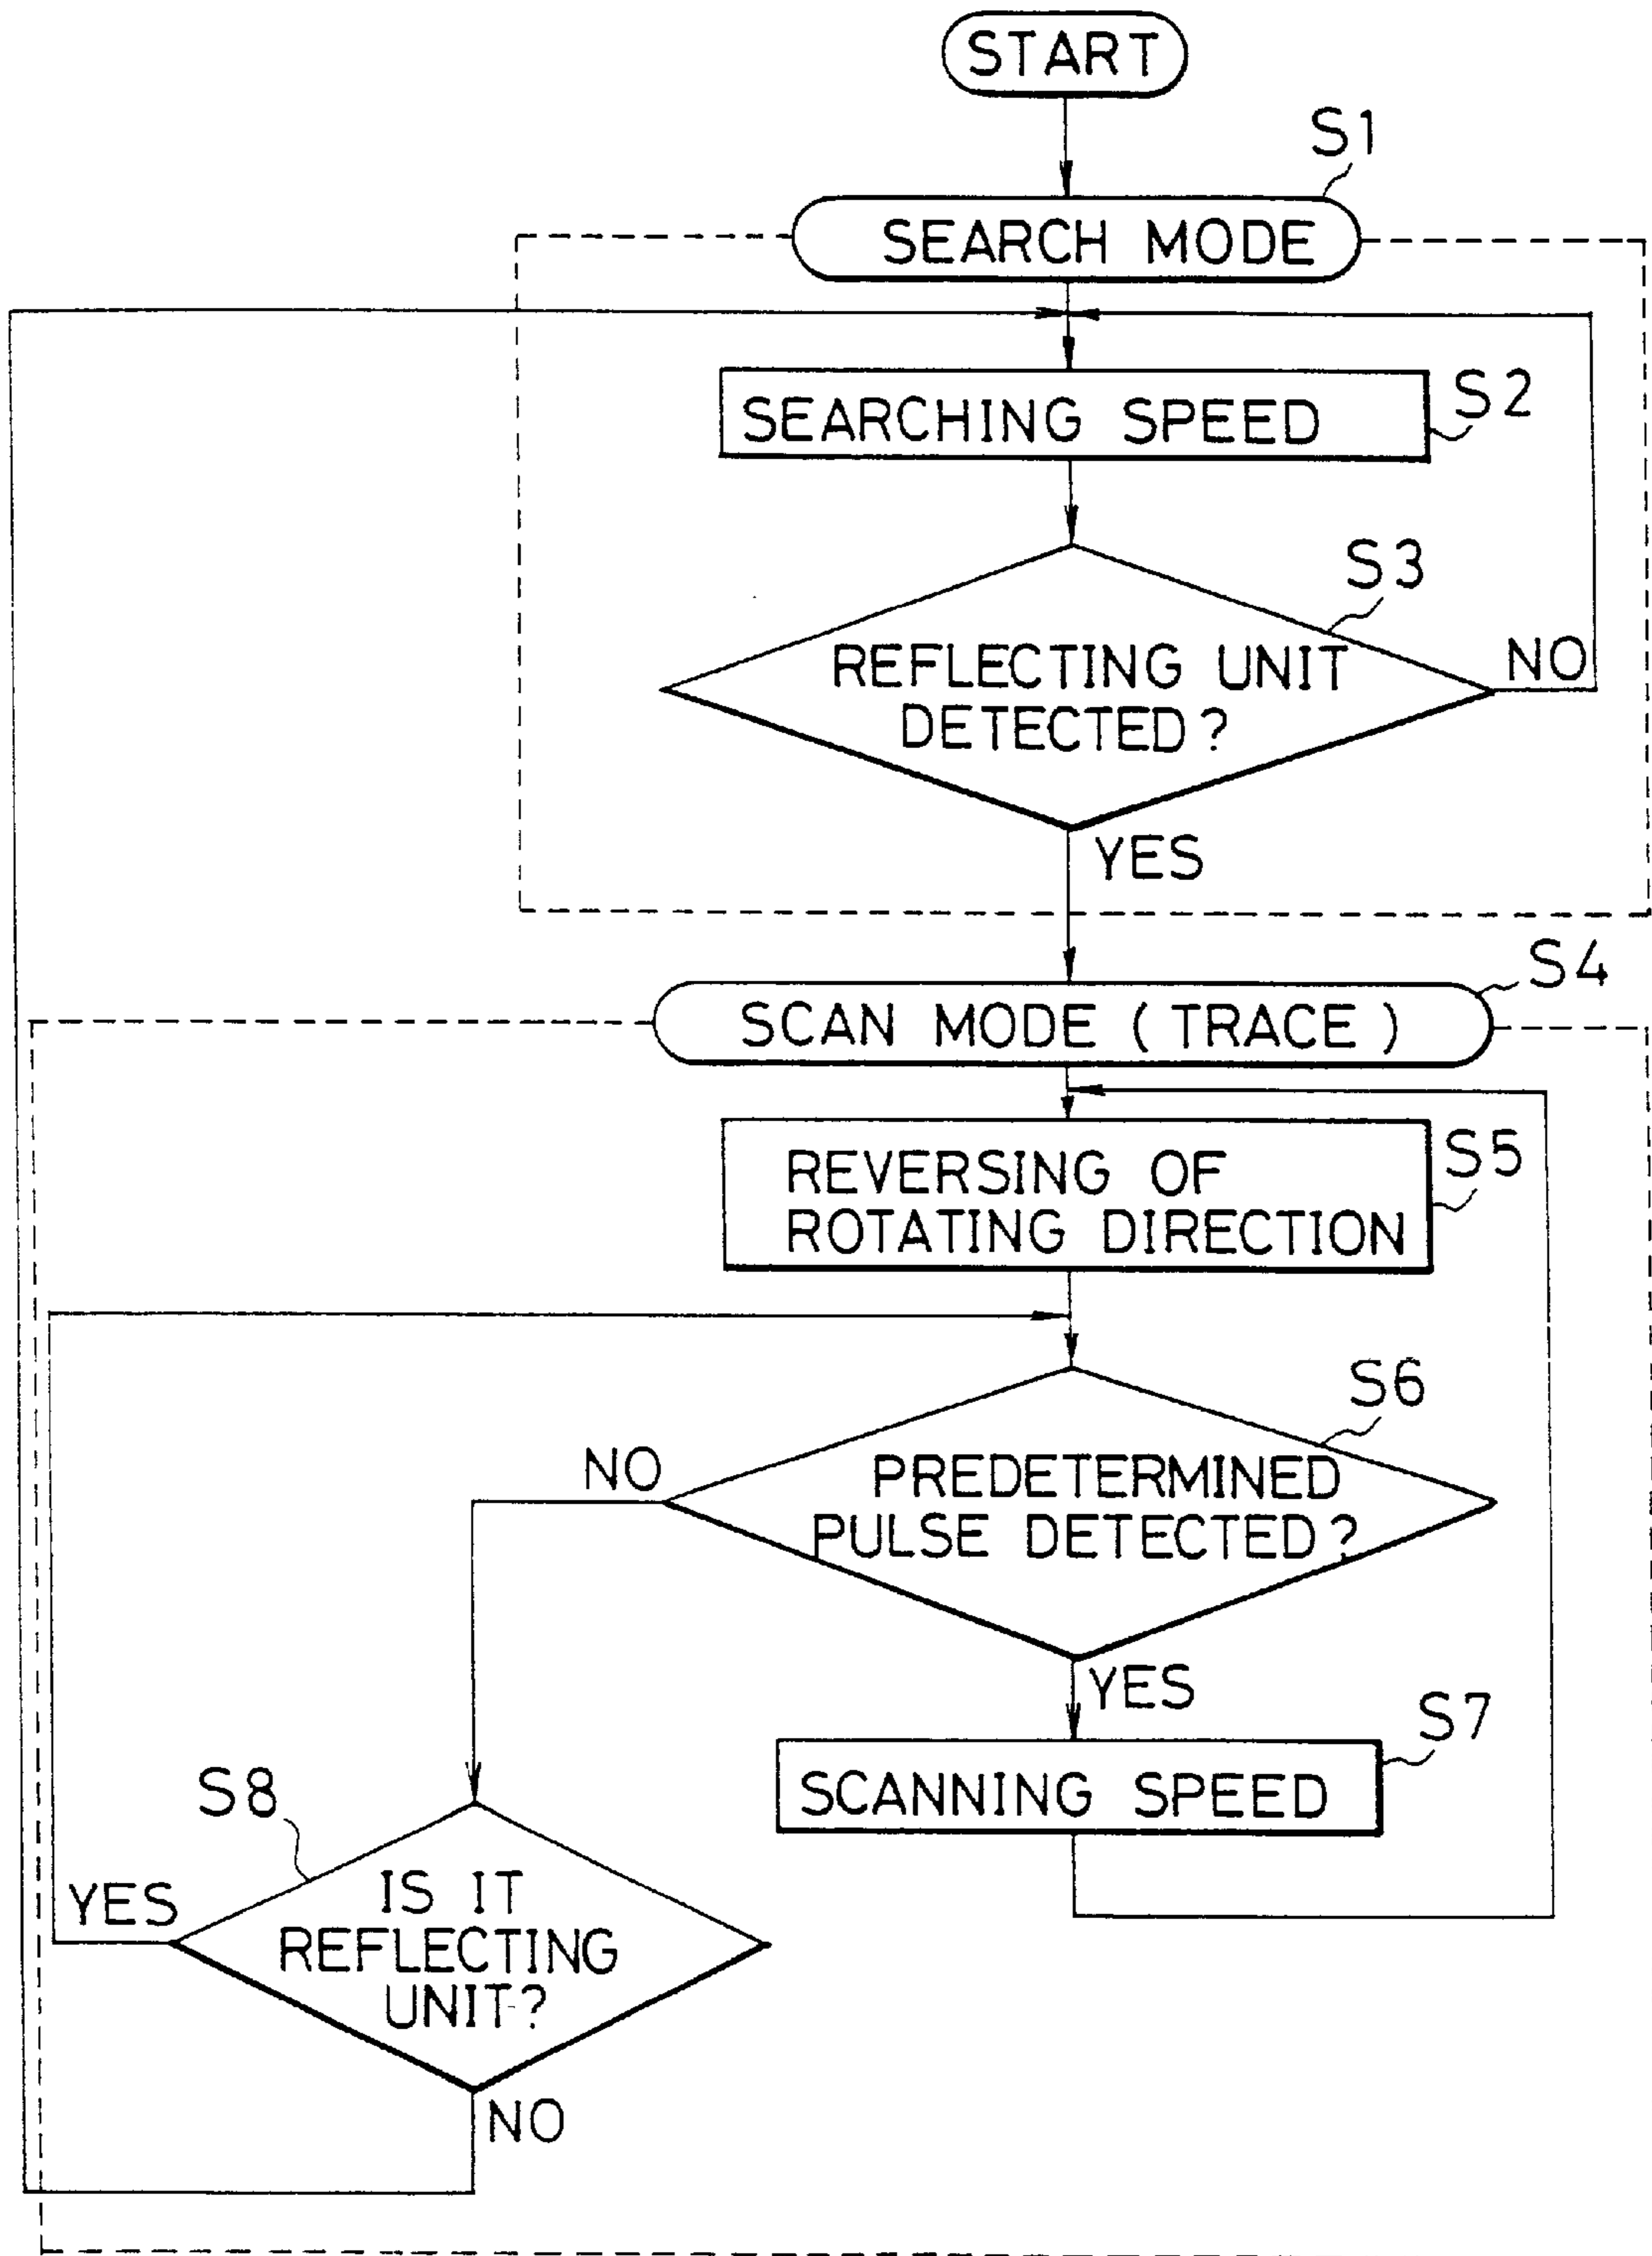 START
S1
SEARCH MODE
SEARCHING SPEED
S2
S3
REFLECTING UNIT
DETECTED?
NO
YES
S4
SCAN MODE (TRACE)
REVERSING OF
ROTATING DIRECTION
S5
S6
NO
PREDETERMINED
PULSE DETECTED?
YES
S7
SCANNING SPEED
S8
YES
IS IT
REFLECTING
UNIT?
NO